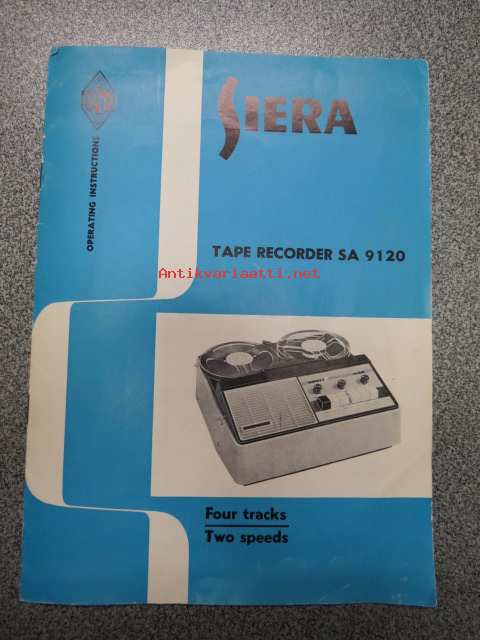 SIERA
OPERATING INSTRUCTIONS
TAPE RECORDER SA 9120
Antikvariaatti.net
Four tracks
Two speeds